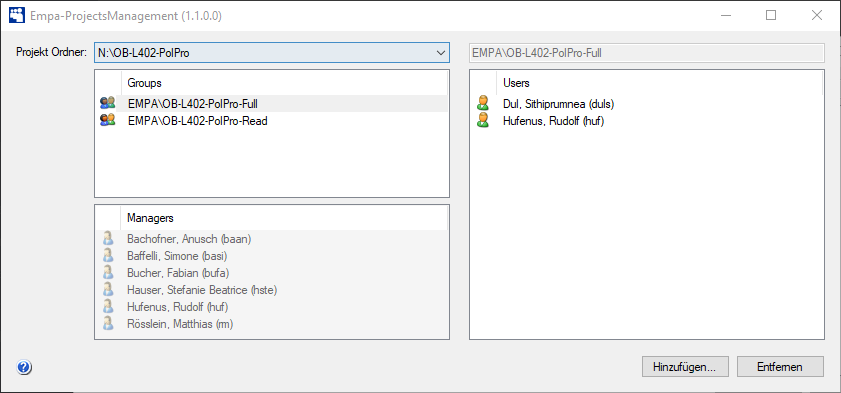 Empa-ProjectsManagement (1.1.0.0)
Projekt Ordner:
N:\OB-L402-PolPro
EMPA\OB-L402-PolPro-Full
Groups
EMPA\OB-L402-PolPro-Full
EMPA\OB-L402-PolPro-Read
Users
Dul, Sithiprumnea (duls)
Hufenus, Rudolf (huf)
Managers
Bachofner, Anusch (baan)
Baffelli, Simone (basi)
Bucher, Fabian (bufa)
Hauser, Stefanie Beatrice (hste)
Hufenus, Rudolf (huf)
Rösslein, Matthias (rm)
?
Hinzufügen...
Entfernen